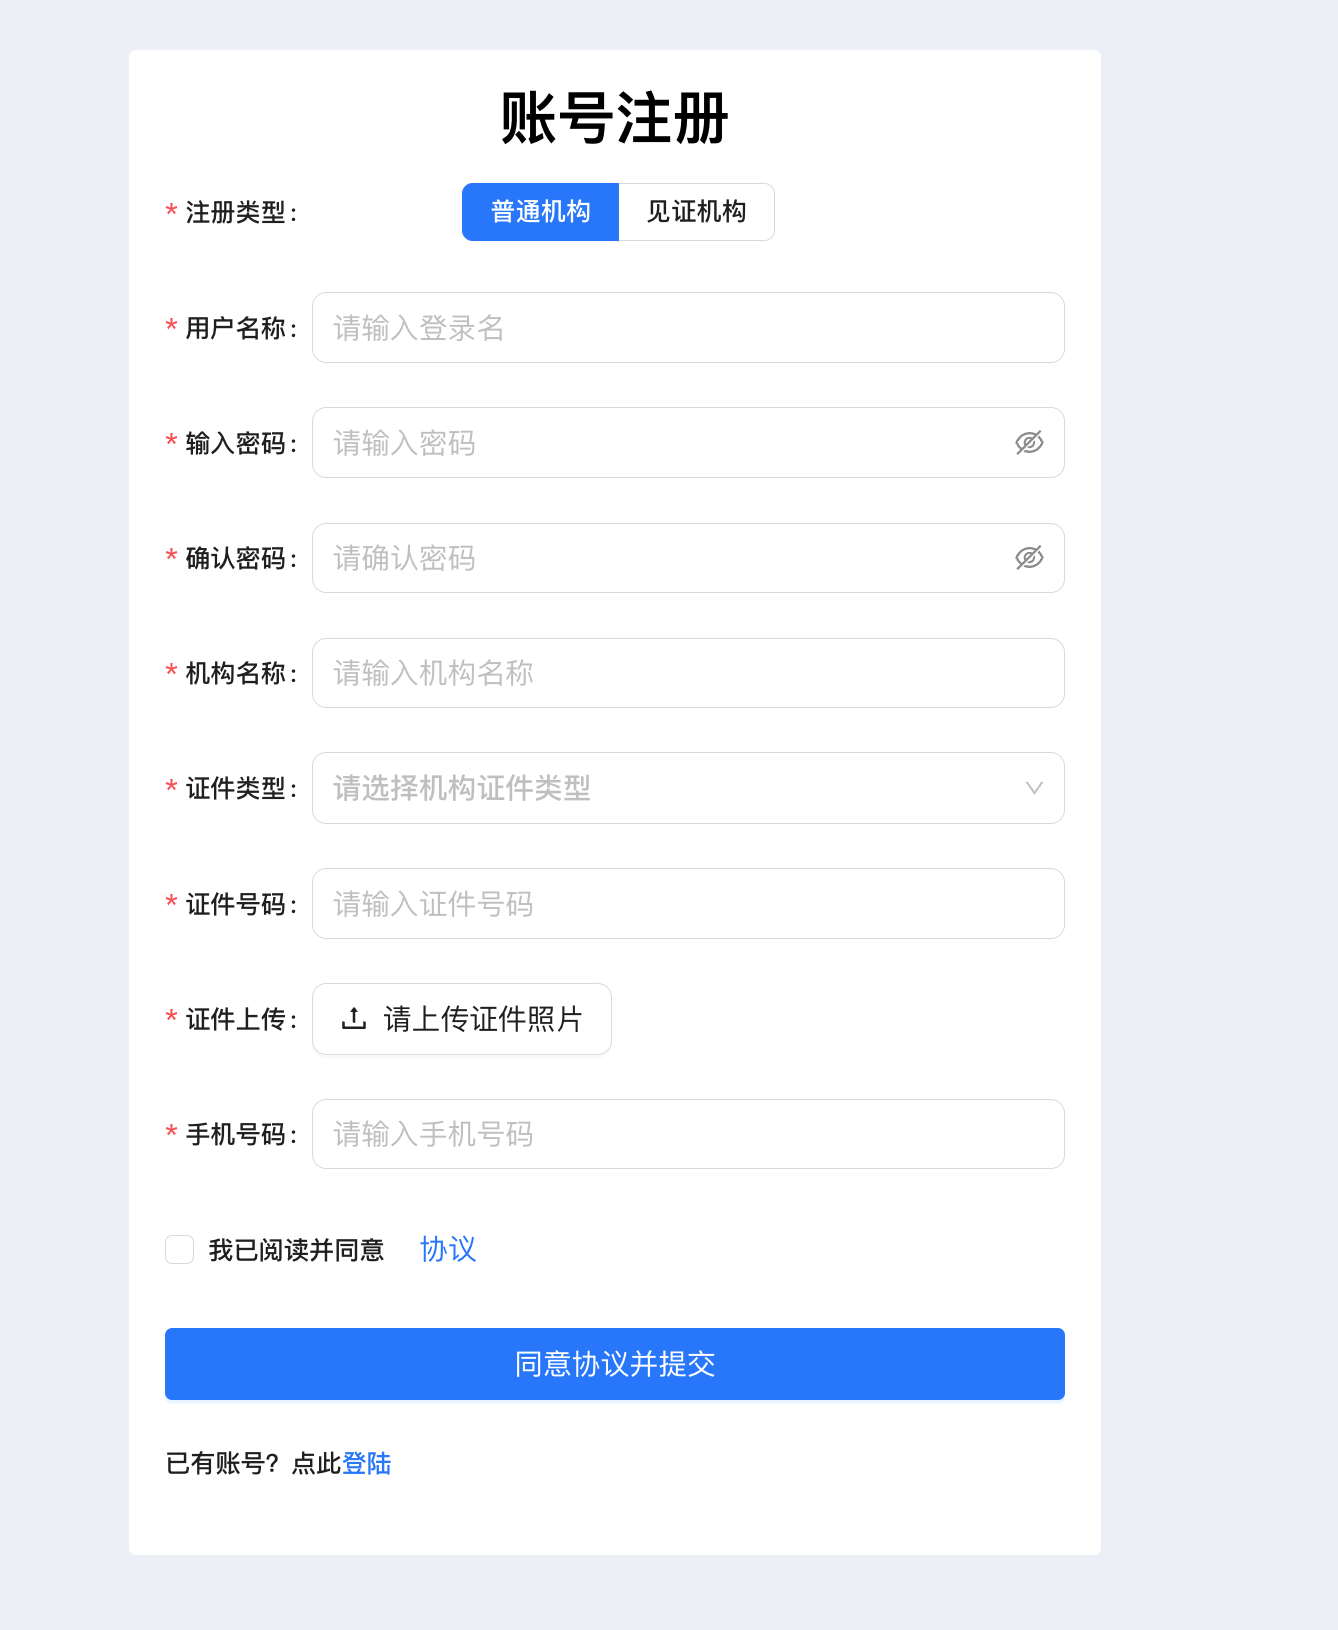 账号注册
* 注册类型： 普通机构 见证机构
* 用户名称： 请输入登录名
* 输入密码： 请输入密码
* 确认密码： 请确认密码
* 机构名称： 请输入机构名称
* 证件类型： 请选择机构证件类型
* 证件号码： 请输入证件号码
* 证件上传： 请上传证件照片
* 手机号码： 请输入手机号码
我已阅读并同意 协议
同意协议并提交
已有账号？点此登陆